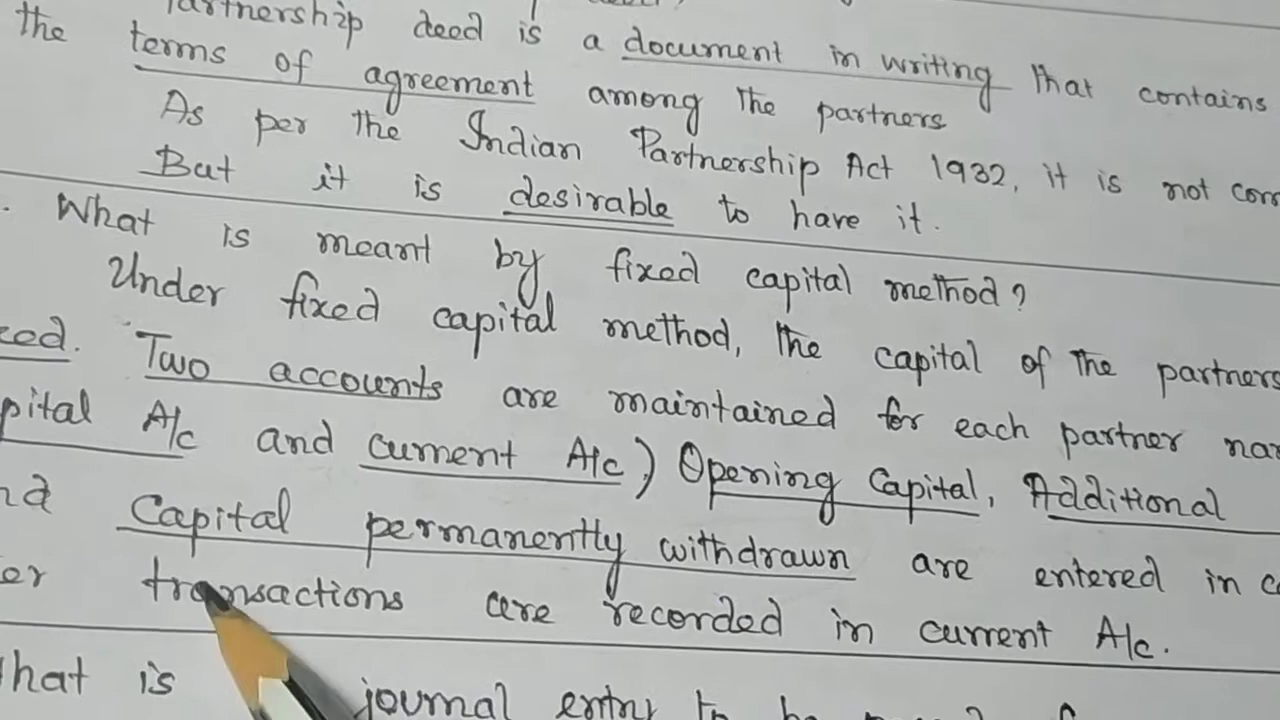 Partnership deed is a document in writing that contains
the terms of agreement among the partners
As per the Indian Partnership Act 1932, it is not
But it is desirable to have it.
What is meant by fixed capital method?
Under fixed capital method, the capital of the partners
Two accounts are maintained for each partner
A/c and current A/c) Opening Capital, Additional
Capital permanently withdrawn are entered in
transactions are recorded in current A/c.
is journal entry to be